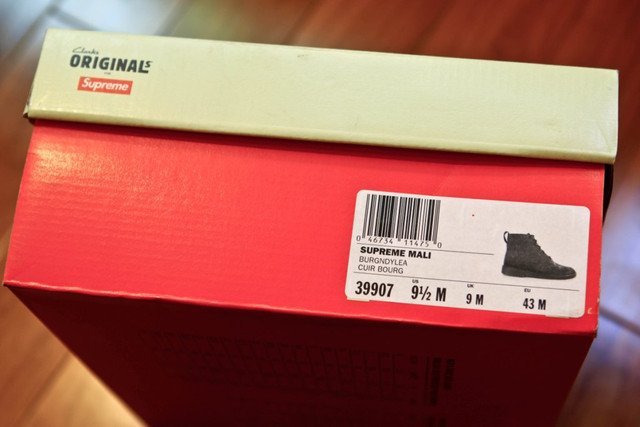 Clarks
ORIGINALS
FOR
Supreme
0 46734 11475 0
SUPREME MALI
BURGNDYLEA
CUIR BOURG
US UK EU
39907 9½ M 9 M 43 M